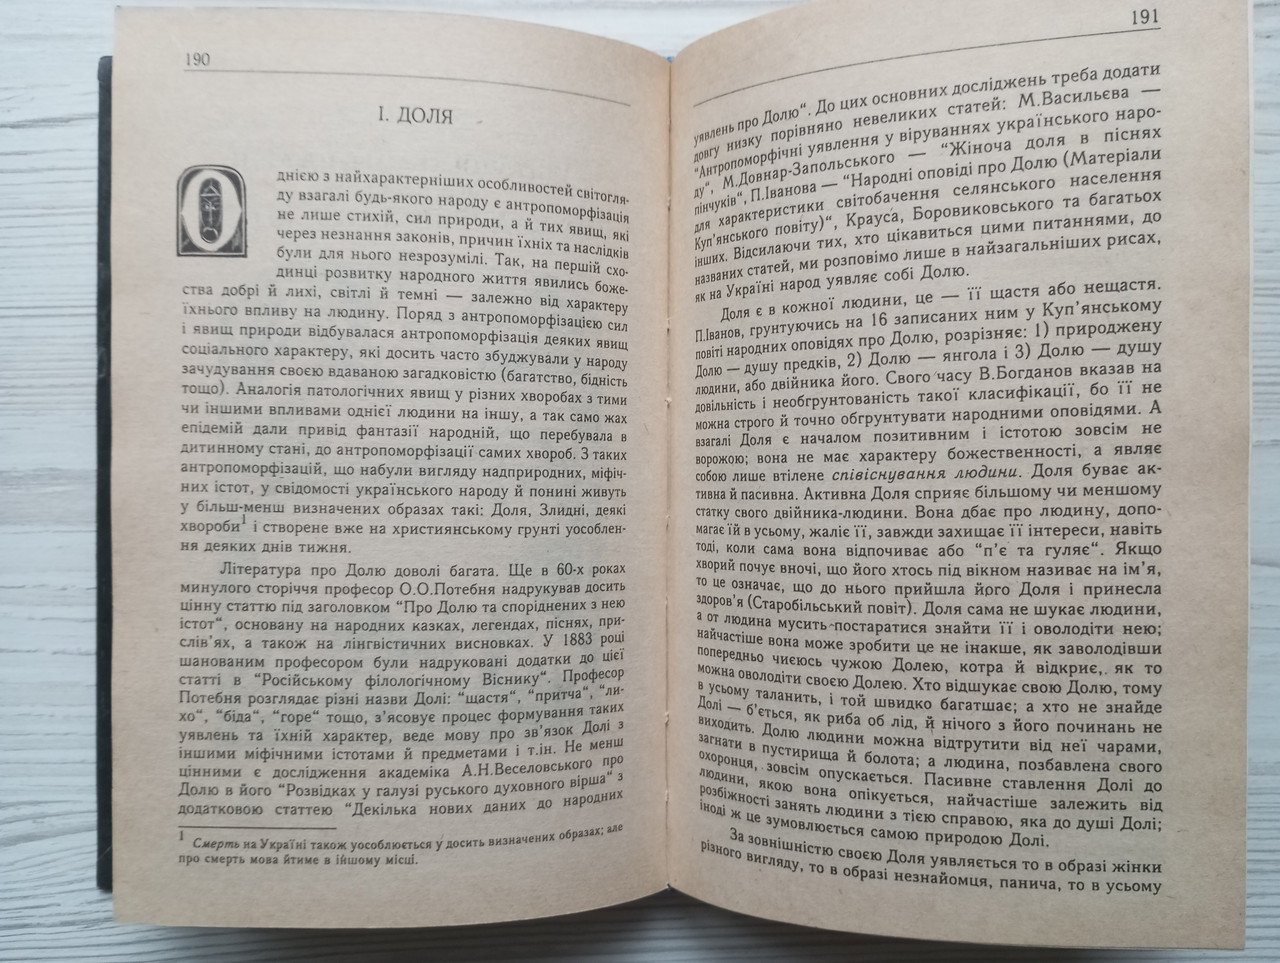 190
I. ДОЛЯ
Однією з найхарактерніших особливостей світогля-
ду взагалі будь-якого народу є антропоморфізація
не лише стихій, сил природи, а й тих явищ, які
через незнання законів, причин їхніх та наслідків
були для нього незрозумілі. Так, на першій схо-
динці розвитку народного життя явились боже-
ства добрі й лихі, світлі й темні — залежно від характеру
їхнього впливу на людину. Поряд з антропоморфізацією сил
і явищ природи відбувалася антропоморфізація деяких явищ
соціального характеру, які досить часто збуджували у народу
зачудування своєю вдаваною загадковістю (багатство, бідність
тощо). Аналогія патологічних явищ у різних хворобах з тими
чи іншими впливами однієї людини на іншу, а так само жах
епідемій дали привід фантазії народній, що перебувала в
дитинному стані, до антропоморфізації самих хвороб. З таких
антропоморфізацій, що набули вигляду надприродних, міфіч-
них істот, у свідомості українського народу й понині живуть
у більш-менш визначених образах такі: Доля, Злидні, деякі
хвороби¹ і створене вже на християнському грунті уособлен-
ня деяких днів тижня.
Література про Долю доволі багата. Ще в 60-х роках
минулого сторіччя професор О.О.Потебня надрукував досить
цінну статтю під заголовком “Про Долю та споріднених з нею
істот“, основану на народних казках, легендах, піснях, при-
слів’ях, а також на лінгвістичних висновках. У 1883 році
шанованим професором були надруковані додатки до цієї
статті в “Російському філологічному Віснику“. Професор
Потебня розглядає різні назви Долі: “щастя“, “притча“, “ли-
хо“, “біда“, “горе“ тощо, з’ясовує процес формування таких
уявлень та їхній характер, веде мову про зв’язок Долі з
іншими міфічними істотами й предметами і т.ін. Не менш
цінними є дослідження академіка А.Н.Веселовського про
Долю в його “Розвідках у галузі руського духовного вірша“ з
додатковою статтею “Декілька нових даних до народних
¹ Смерть на Україні також уособлюється у досить визначених образах; але
про смерть мова йтиме в іншому місці.
191
уявлень про Долю“. До цих основних досліджень треба додати
довгу низку порівняно невеликих статей: М.Васильєва —
“Антропоморфічні уявлення у віруваннях українського наро-
ду“, М.Довнар-Запольського — “Жіноча доля в піснях
пінчуків“, П.Іванова — “Народні оповіді про Долю (Матеріали
для характеристики світобачення селянського населення
Куп’янського повіту)“, Крауса, Боровиковського та багатьох
інших. Відсилаючи тих, хто цікавиться цими питаннями, до
названих статей, ми розповімо лише в найзагальніших рисах,
як на Україні народ уявляє собі Долю.
Доля є в кожної людини, це — її щастя або нещастя.
П.Іванов, грунтуючись на 16 записаних ним у Куп’янському
повіті народних оповідях про Долю, розрізняє: 1) природжену
Долю — душу предків, 2) Долю — янгола і 3) Долю — душу
людини, або двійника його. Свого часу В.Богданов вказав на
довільність і необгрунтованість такої класифікації, бо її не
можна строго й точно обгрунтувати народними оповідями. А
взагалі Доля є началом позитивним і істотою зовсім не
ворожою; вона не має характеру божественності, а являє
собою лише втілене співіснування людини. Доля буває ак-
тивна й пасивна. Активна Доля сприяє більшому чи меншому
статку свого двійника-людини. Вона дбає про людину, допо-
магає їй в усьому, жаліє її, завжди захищає її інтереси, навіть
тоді, коли сама вона відпочиває або “п’є та гуляє“. Якщо
хворий почує вночі, що його хтось під вікном називає на ім’я,
то це означає, що до нього прийшла його Доля і принесла
здоров’я (Старобільський повіт). Доля сама не шукає людини,
а от людина мусить постаратися знайти її і оволодіти нею;
найчастіше вона може зробити це не інакше, як заволодівши
попередньо чиєюсь чужою Долею, котра й відкриє, як то
можна оволодіти своєю Долею. Хто відшукає свою Долю, тому
в усьому таланить, і той швидко багатшає; а хто не знайде
Долі — б’ється, як риба об лід, й нічого з його починань не
виходить. Долю людини можна відтрутити від неї чарами,
загнати в пустирища й болота; а людина, позбавлена свого
охоронця, зовсім опускається. Пасивне ставлення Долі до
людини, якою вона опікується, найчастіше залежить від
розбіжності занять людини з тією справою, яка до душі Долі;
іноді ж це зумовлюється самою природою Долі.
За зовнішністю своєю Доля уявляється то в образі жінки
різного вигляду, то в образі незнайомця, панича, то в усьому